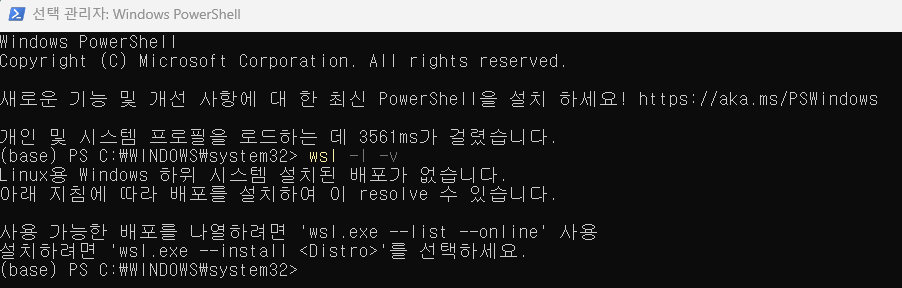 선택 관리자: Windows PowerShell
Windows PowerShell
Copyright (C) Microsoft Corporation. All rights reserved.
새로운 기능 및 개선 사항에 대 한 최신 PowerShell을 설치 하세요! https://aka.ms/PSWindows
개인 및 시스템 프로필을 로드하는 데 3561ms가 걸렸습니다.
(base) PS C:₩WINDOWS₩system32> wsl -l -v
Linux용 Windows 하위 시스템 설치된 배포가 없습니다.
아래 지침에 따라 배포를 설치하여 이 resolve 수 있습니다.
사용 가능한 배포를 나열하려면 'wsl.exe --list --online' 사용
설치하려면 'wsl.exe --install <Distro>'를 선택하세요.
(base) PS C:₩WINDOWS₩system32>